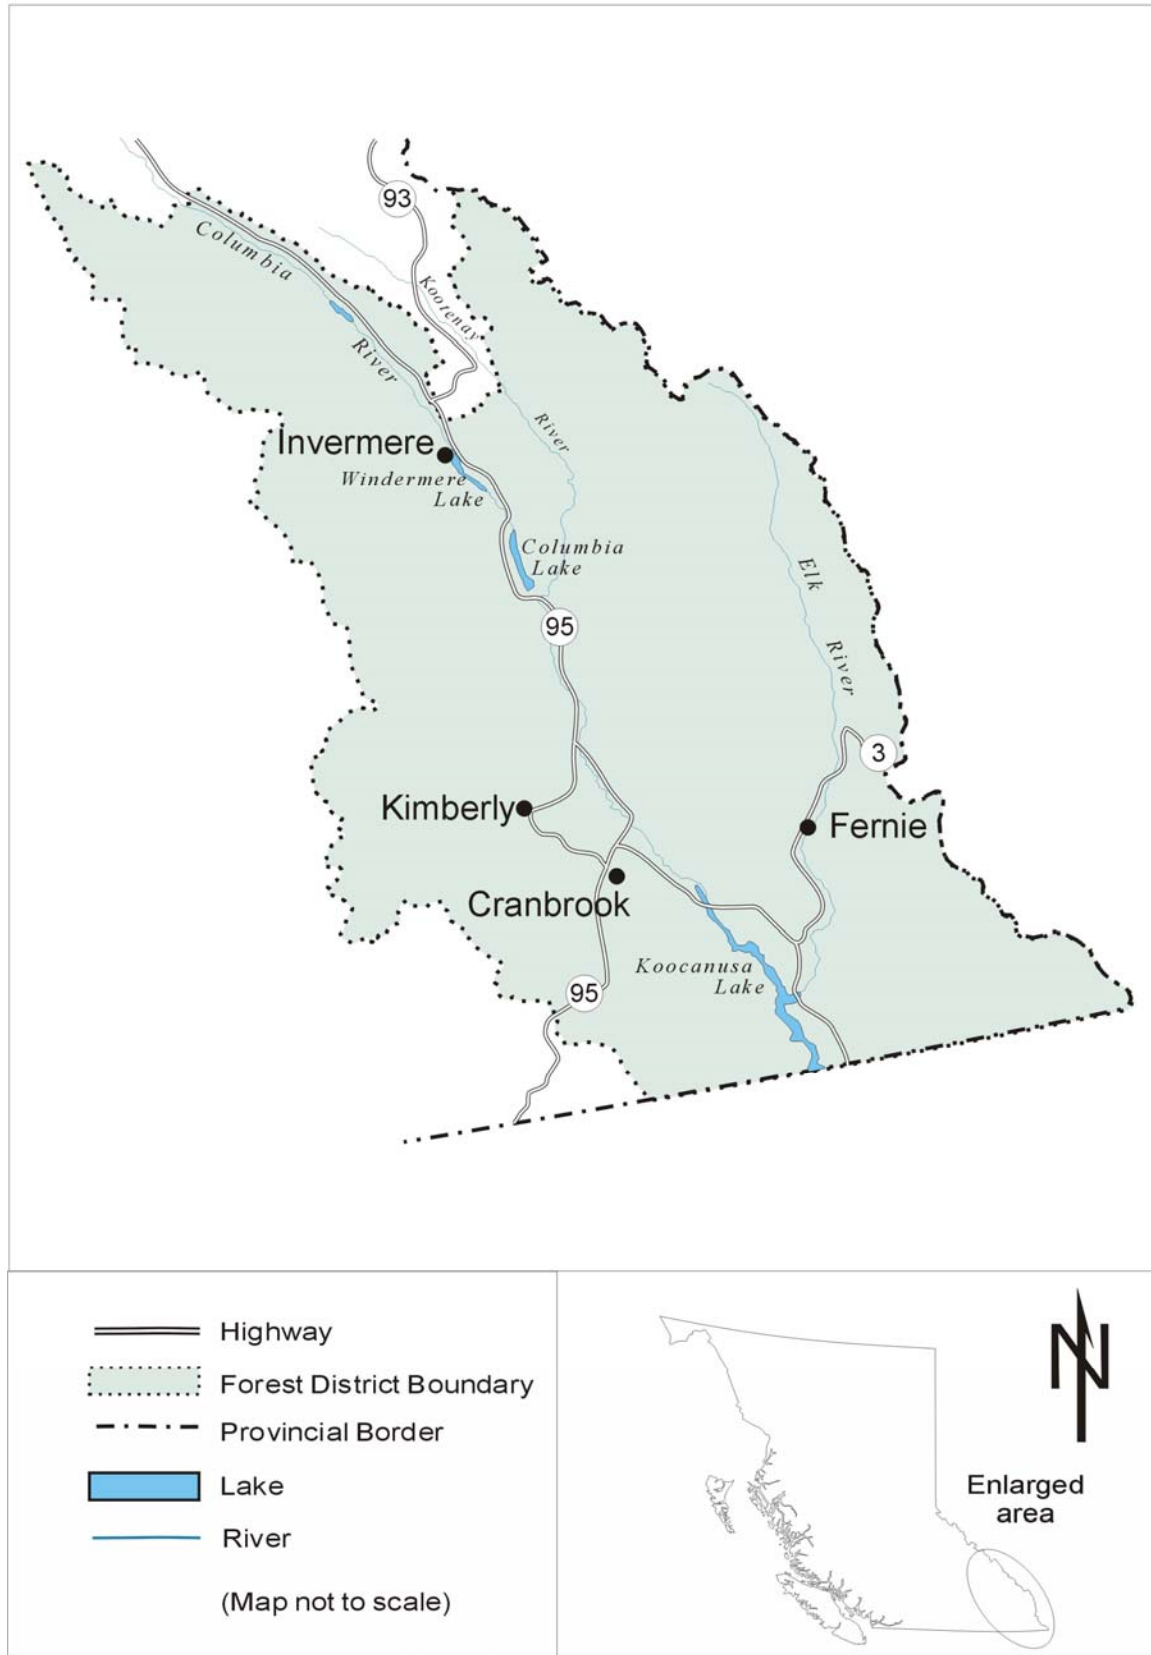 93
Columbia
Kootenay
River
River
Invermere
Windermere
Lake
Columbia
Lake
Elk
95
River
3
Kimberly
Fernie
Cranbrook
Koocanusa
Lake
95
Highway
Forest District Boundary
Provincial Border
Lake
River
(Map not to scale)
N
Enlarged
area